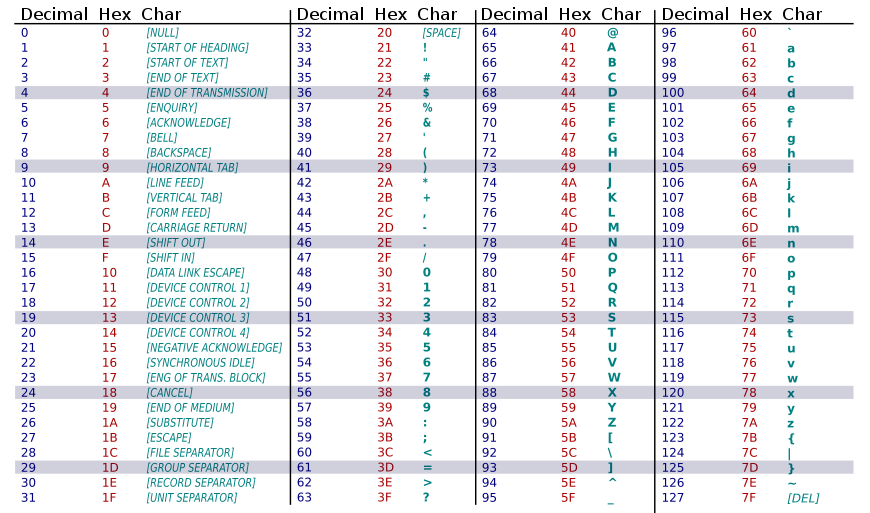 Decimal Hex Char Decimal Hex Char Decimal Hex Char Decimal Hex Char
0 0 [NULL] 32 20 [SPACE] 64 40 @ 96 60 `
1 1 [START OF HEADING] 33 21 ! 65 41 A 97 61 a
2 2 [START OF TEXT] 34 22 " 66 42 B 98 62 b
3 3 [END OF TEXT] 35 23 # 67 43 C 99 63 c
4 4 [END OF TRANSMISSION] 36 24 $ 68 44 D 100 64 d
5 5 [ENQUIRY] 37 25 % 69 45 E 101 65 e
6 6 [ACKNOWLEDGE] 38 26 & 70 46 F 102 66 f
7 7 [BELL] 39 27 ' 71 47 G 103 67 g
8 8 [BACKSPACE] 40 28 ( 72 48 H 104 68 h
9 9 [HORIZONTAL TAB] 41 29 ) 73 49 I 105 69 i
10 A [LINE FEED] 42 2A * 74 4A J 106 6A j
11 B [VERTICAL TAB] 43 2B + 75 4B K 107 6B k
12 C [FORM FEED] 44 2C , 76 4C L 108 6C l
13 D [CARRIAGE RETURN] 45 2D - 77 4D M 109 6D m
14 E [SHIFT OUT] 46 2E . 78 4E N 110 6E n
15 F [SHIFT IN] 47 2F / 79 4F O 111 6F o
16 10 [DATA LINK ESCAPE] 48 30 0 80 50 P 112 70 p
17 11 [DEVICE CONTROL 1] 49 31 1 81 51 Q 113 71 q
18 12 [DEVICE CONTROL 2] 50 32 2 82 52 R 114 72 r
19 13 [DEVICE CONTROL 3] 51 33 3 83 53 S 115 73 s
20 14 [DEVICE CONTROL 4] 52 34 4 84 54 T 116 74 t
21 15 [NEGATIVE ACKNOWLEDGE] 53 35 5 85 55 U 117 75 u
22 16 [SYNCHRONOUS IDLE] 54 36 6 86 56 V 118 76 v
23 17 [ENG OF TRANS. BLOCK] 55 37 7 87 57 W 119 77 w
24 18 [CANCEL] 56 38 8 88 58 X 120 78 x
25 19 [END OF MEDIUM] 57 39 9 89 59 Y 121 79 y
26 1A [SUBSTITUTE] 58 3A : 90 5A Z 122 7A z
27 1B [ESCAPE] 59 3B ; 91 5B [ 123 7B {
28 1C [FILE SEPARATOR] 60 3C < 92 5C \ 124 7C |
29 1D [GROUP SEPARATOR] 61 3D = 93 5D ] 125 7D }
30 1E [RECORD SEPARATOR] 62 3E > 94 5E ^ 126 7E ~
31 1F [UNIT SEPARATOR] 63 3F ? 95 5F _ 127 7F [DEL]